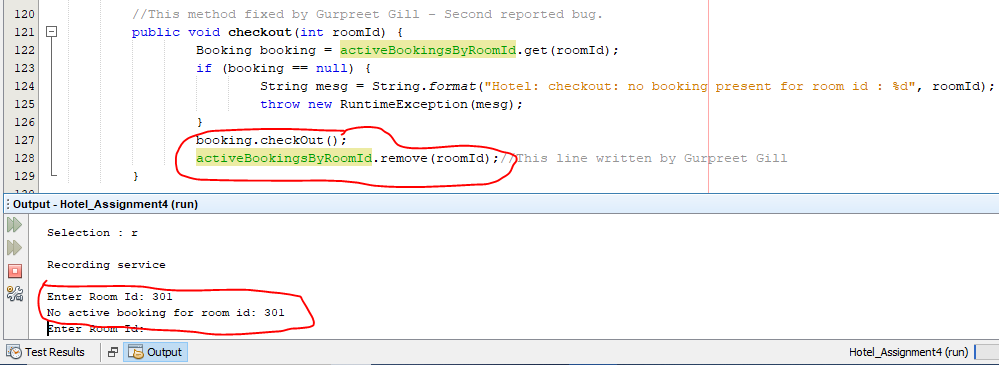 120 //This method fixed by Gurpreet Gill - Second reported bug.
121 public void checkout(int roomId) {
122 Booking booking = activeBookingsByRoomId.get(roomId);
123 if (booking == null) {
124 String mesg = String.format("Hotel: checkout: no booking present for room id : %d", roomId);
125 throw new RuntimeException(mesg);
126 }
127 booking.checkOut();
128 activeBookingsByRoomId.remove(roomId);//This line written by Gurpreet Gill
129 }
Output - Hotel_Assignment4 (run)
Selection : r
Recording service
Enter Room Id: 301
No active booking for room id: 301
Enter Room Id:
Test Results Output Hotel_Assignment4 (run)